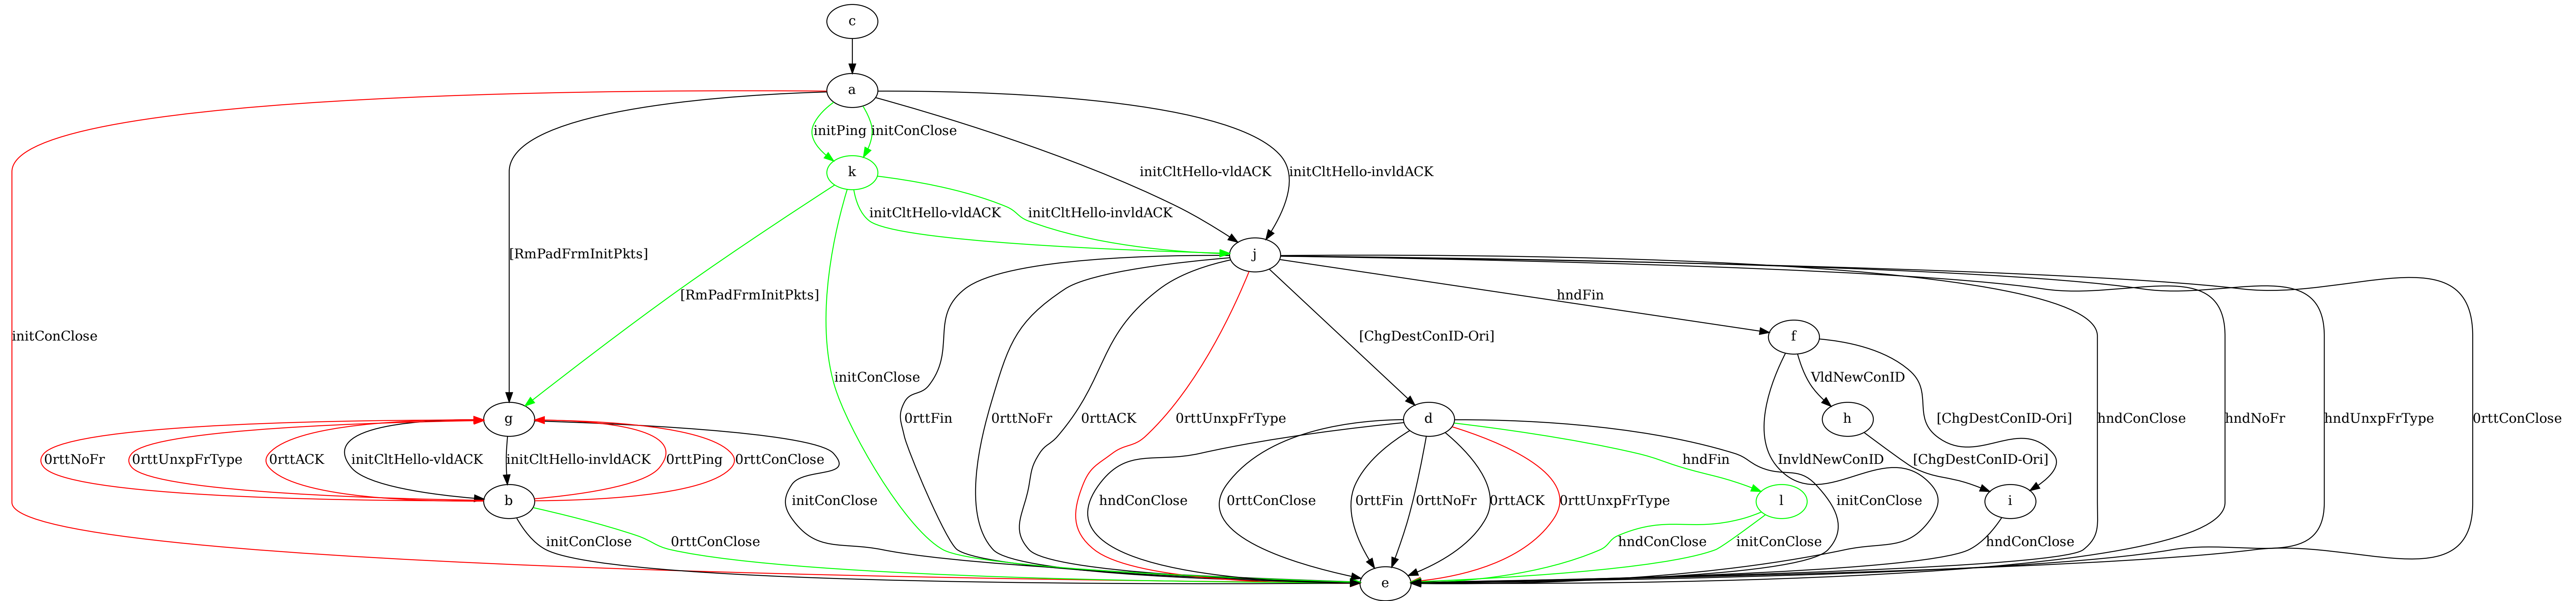 c
a
initPing
initConClose
k
initCltHello-vldACK
initCltHello-invldACK
initCltHello-vldACK
initCltHello-invldACK
[RmPadFrmInitPkts]
j
[RmPadFrmInitPkts]
hndFin
initConClose
[ChgDestConID-Ori]
f
initConClose
VldNewConID
0rttFin
0rttNoFr
0rttACK
0rttUnxpFrType
g
d
h
[ChgDestConID-Ori]
hndConClose
hndNoFr
hndUnxpFrType
0rttConClose
0rttNoFr
0rttUnxpFrType
0rttACK
initCltHello-vldACK
initCltHello-invldACK
0rttPing
0rttConClose
hndFin
InvldNewConID
[ChgDestConID-Ori]
b
initConClose
hndConClose
0rttConClose
0rttFin
0rttNoFr
0rttACK
0rttUnxpFrType
l
initConClose
i
initConClose
0rttConClose
hndConClose
initConClose
hndConClose
e